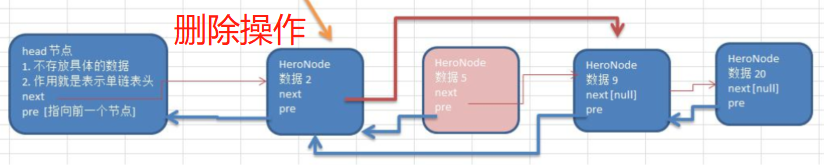 删除操作
head 节点
1. 不存放具体的数据
2. 作用就是表示单链表头
next
pre [指向前一个节点]
HeroNode
数据 2
next
pre
HeroNode
数据 5
next
pre
HeroNode
数据 9
next [null]
pre
HeroNode
数据 20
next [null]
pre